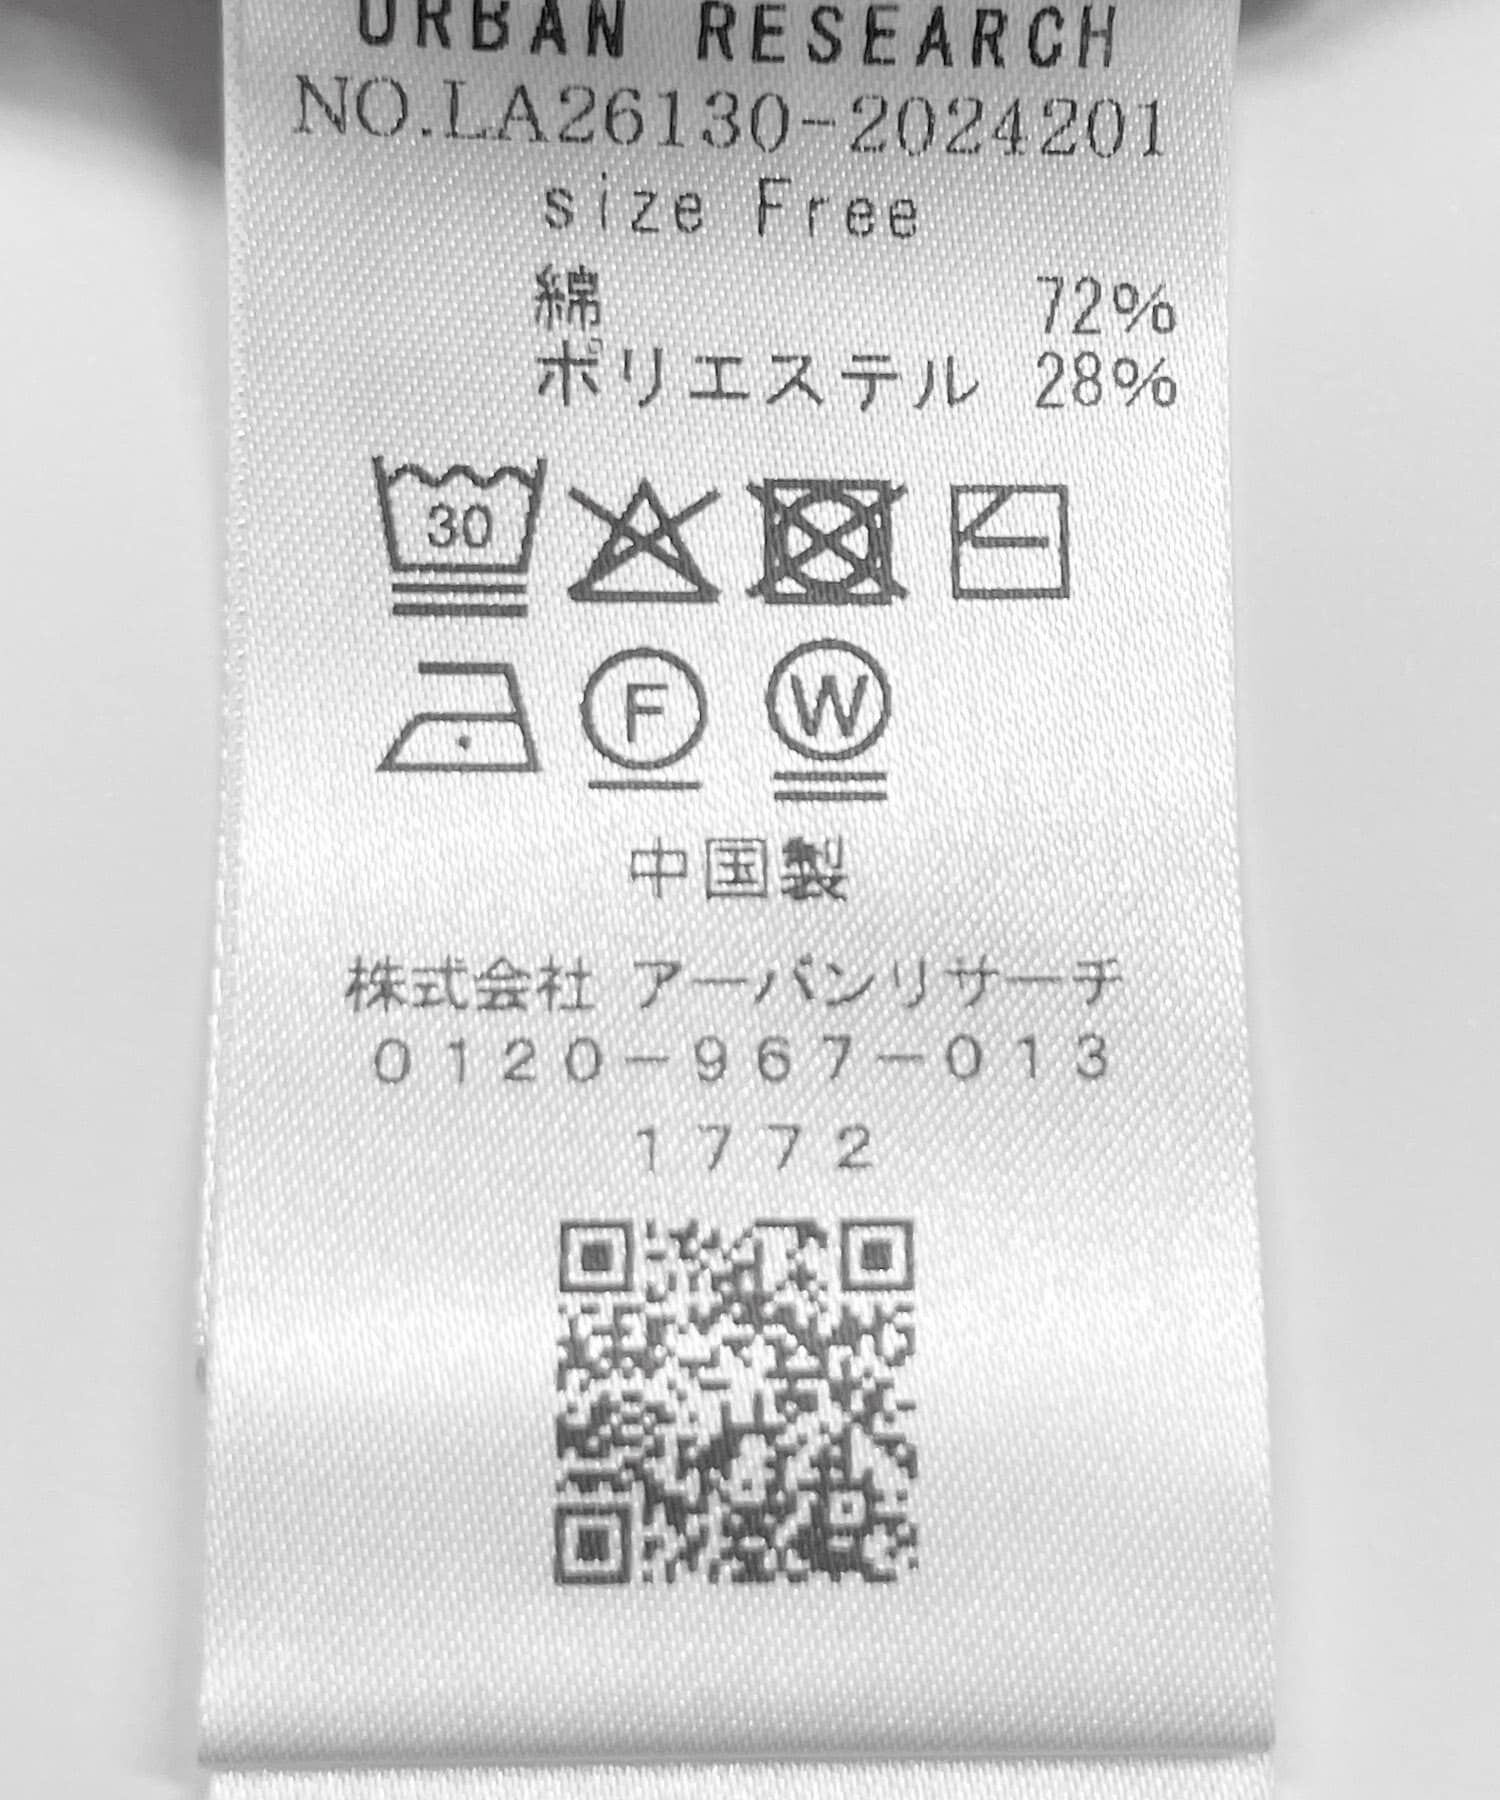 URBAN RESEARCH
NO.LA26130-2024201
size Free
綿 72%
ポリエステル 28%
30
F W
中国製
株式会社 アーバンリサーチ
0120-967-013
1772